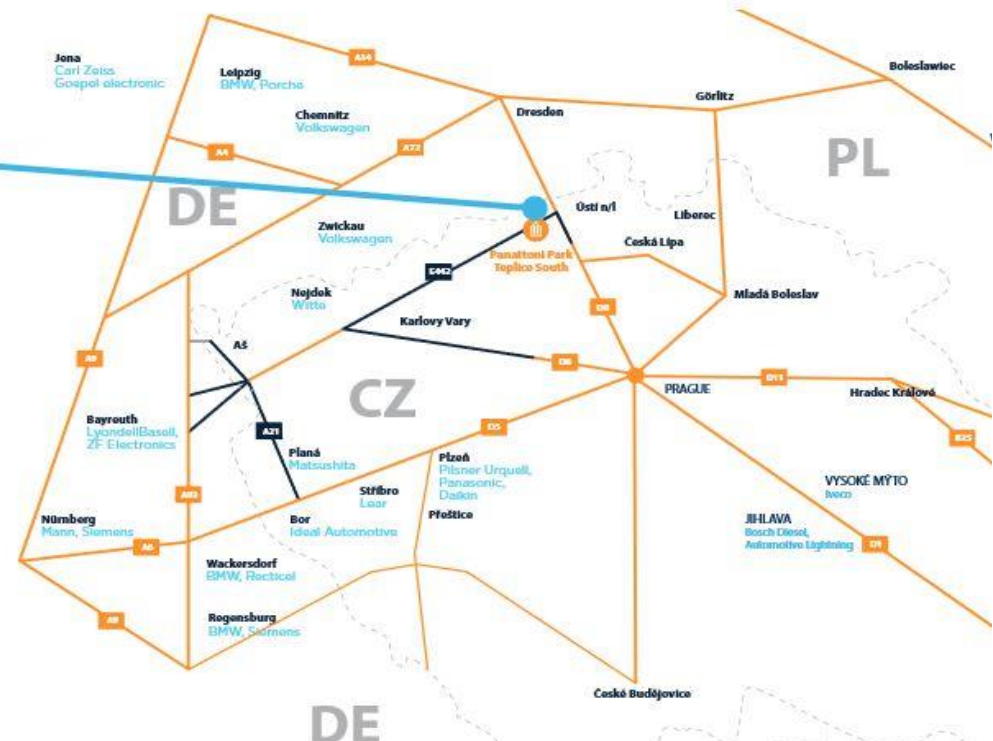 Jena
Carl Zeiss
Goepel electronic
Leipzig
BMW, Porche
A14
Chemnitz
Volkswagen
A4
A72
Dresden
Görlitz
Boleslawiec
PL
DE
Zwickau
Volkswagen
Ústí n/l
Liberec
Česká Lípa
Panattoni Park
Teplice South
E442
Nejdek
Witte
Karlovy Vary
D8
Mladá Boleslav
Aš
A9
CZ
D6
PRAGUE
D11
Hradec Králové
Bayreuth
LyondellBasell,
ZF Electronics
A21
D5
B35
Planá
Matsushita
Plzeň
Pilsner Urquell,
Panasonic,
Daikin
A93
Stříbro
Lear
VYSOKÉ MÝTO
Iveco
Nürnberg
Mann, Siemens
A6
Bor
Ideal Automotive
Přeštice
JIHLAVA
Bosch Diesel,
Automotive Lightning
D1
Wackersdorf
BMW, Recticel
Regensburg
BMW, Siemens
České Budějovice
DE